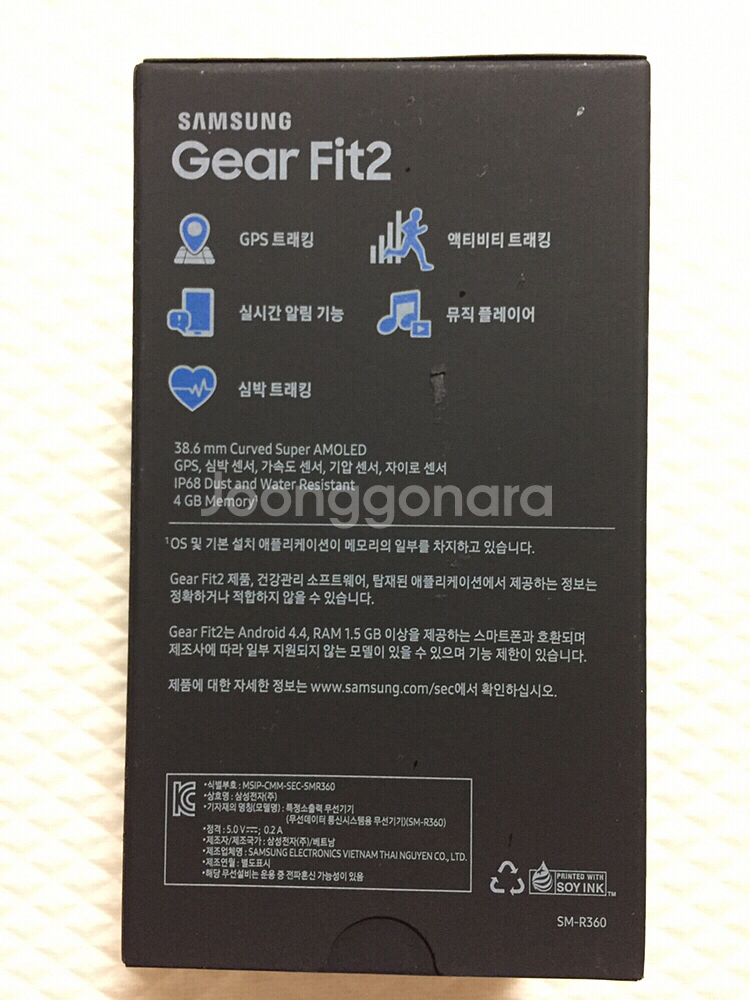 SAMSUNG
Gear Fit2
GPS 트래킹
액티비티 트래킹
실시간 알림 기능
뮤직 플레이어
심박 트래킹
38.6 mm Curved Super AMOLED
GPS, 심박 센서, 가속도 센서, 기압 센서, 자이로 센서
IP68 Dust and Water Resistant
4 GB Memory¹
Joonggonara
¹OS 및 기본 설치 애플리케이션이 메모리의 일부를 차지하고 있습니다.
Gear Fit2 제품, 건강관리 소프트웨어, 탑재된 애플리케이션에서 제공하는 정보는
정확하거나 적합하지 않을 수 있습니다.
Gear Fit2는 Android 4.4, RAM 1.5 GB 이상을 제공하는 스마트폰과 호환되며
제조사에 따라 일부 지원되지 않는 모델이 있을 수 있으며 기능 제한이 있습니다.
제품에 대한 자세한 정보는 www.samsung.com/sec에서 확인하십시오.
•식별부호 : MSIP-CMM-SEC-SMR360
•상호명 : 삼성전자(주)
•기자재의 명칭(모델명) : 특정소출력 무선기기
(무선데이터 통신시스템용 무선기기)(SM-R360)
•정격 : 5.0 V⎓; 0.2 A
•제조자/제조국가 : 삼성전자(주)/베트남
•제조업체명 : SAMSUNG ELECTRONICS VIETNAM THAI NGUYEN CO., LTD.
•제조연월 : 별도표시
•해당 무선설비는 운용 중 전파혼신 가능성이 있음
PRINTED WITH
SOY INK™
SM-R360